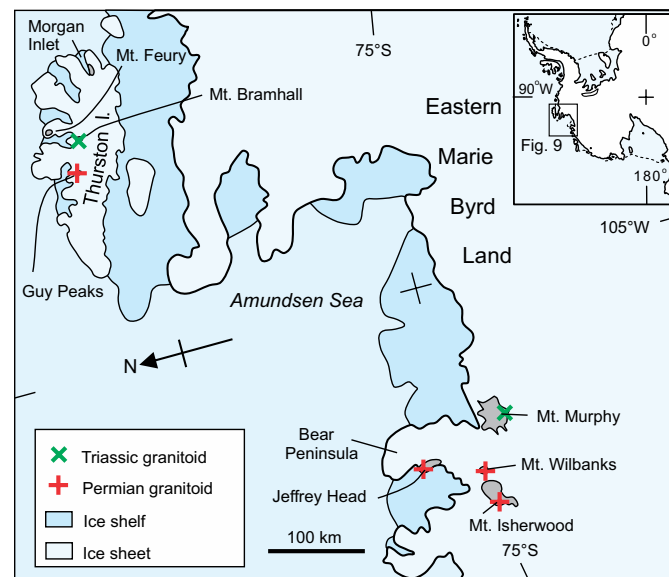 Morgan
Inlet
Mt. Feury
Mt. Bramhall
Thurston I.
Guy Peaks
75°S
Eastern
Marie
Byrd
Land
0°
90°W
Fig. 9
180°
105°W
Amundsen Sea
N
Bear
Peninsula
Jeffrey Head
Mt. Murphy
Mt. Wilbanks
Mt. Isherwood
75°S
100 km
Triassic granitoid
Permian granitoid
Ice shelf
Ice sheet